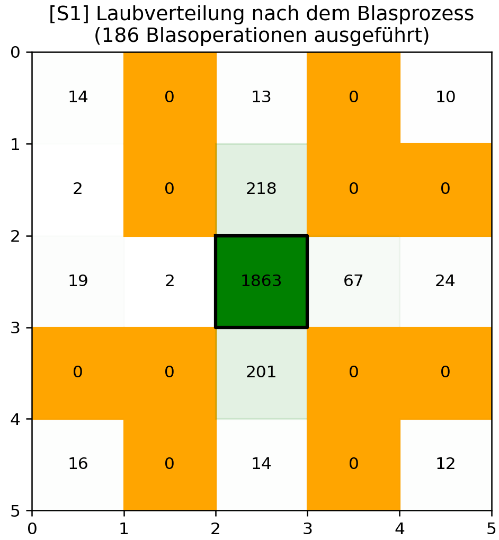 [S1] Laubverteilung nach dem Blasprozess
(186 Blasoperationen ausgeführt)
0
14 0 13 0 10
1
2 0 218 0 0
2
19 2 1863 67 24
3
0 0 201 0 0
4
16 0 14 0 12
5
0 1 2 3 4 5